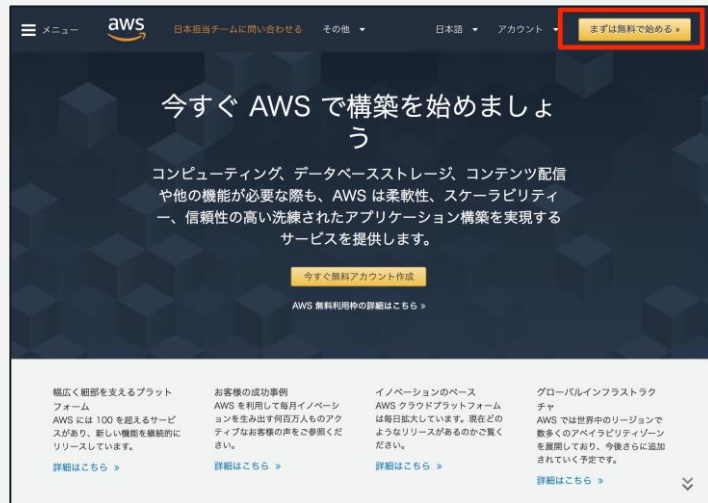 メニュー
aws
日本担当チームに問い合わせる
その他
日本語
アカウント
まずは無料で始める »
今すぐ AWS で構築を始めましょ
う
コンピューティング、データベースストレージ、コンテンツ配信
や他の機能が必要な際も、AWS は柔軟性、スケーラビリティ
ー、信頼性の高い洗練されたアプリケーション構築を実現する
サービスを提供します。
今すぐ無料アカウント作成
AWS 無料利用枠の詳細はこちら »
幅広く細部を支えるプラット
フォーム
AWS には 100 を超えるサービ
スがあり、新しい機能を継続的に
リリースしています。
詳細はこちら »
お客様の成功事例
AWS を利用して毎月イノベーシ
ョンを生み出す何百万人ものアク
ティブなお客様の声をご参照くだ
さい。
詳細はこちら »
イノベーションのペース
AWS クラウドプラットフォーム
は毎日拡大しています。現在どの
ようなリリースがあるのかご覧く
ださい。
詳細はこちら »
グローバルインフラストラク
チャ
AWS では世界中のリージョンで
数多くのアベイラビリティゾーン
を展開しており、今後さらに追加
されていく予定です。
詳細はこちら »